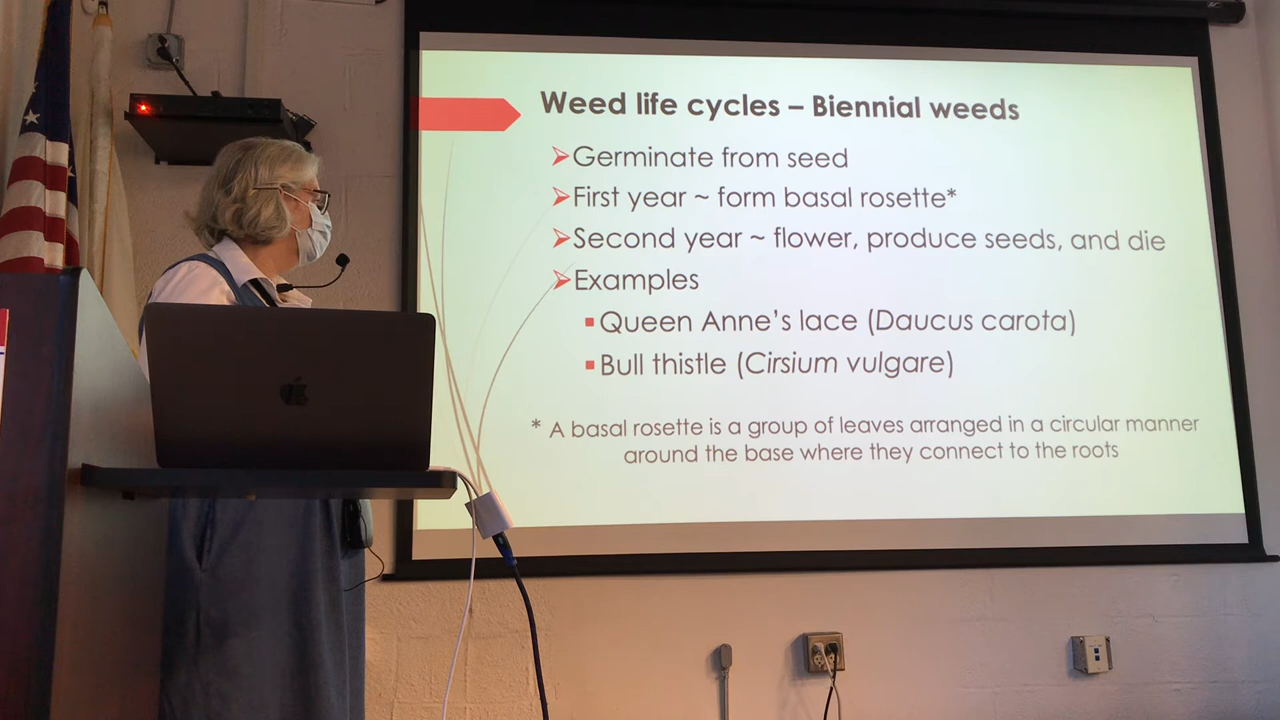 Weed life cycles – Biennial weeds
Germinate from seed
First year ~ form basal rosette*
Second year ~ flower, produce seeds, and die
Examples
Queen Anne's lace (Daucus carota)
Bull thistle (Cirsium vulgare)
* A basal rosette is a group of leaves arranged in a circular manner
around the base where they connect to the roots